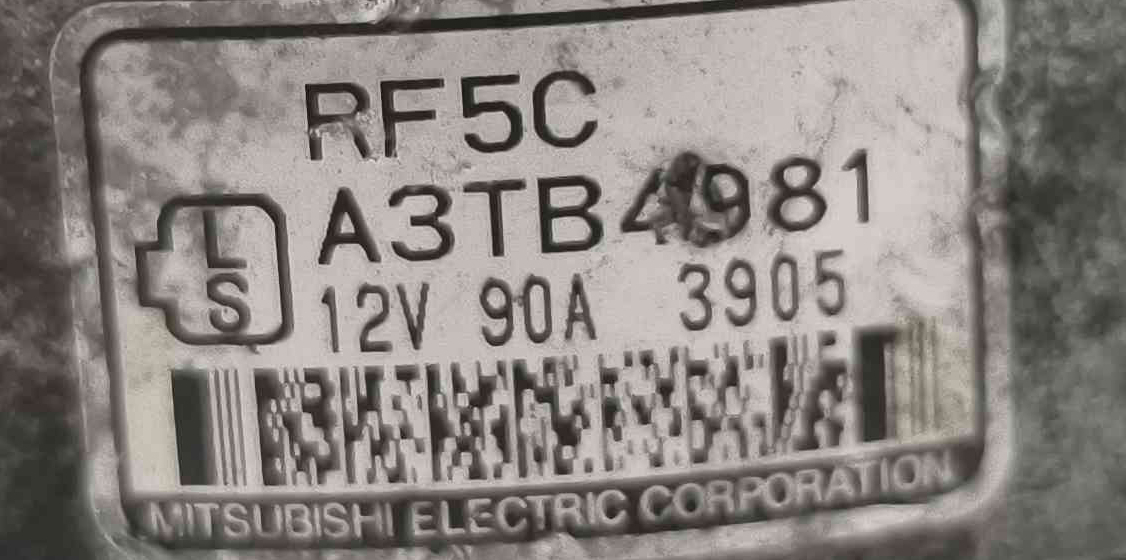 RF5C
A3TB4981
L
S
12V 90A 3905
MITSUBISHI ELECTRIC CORPORATION